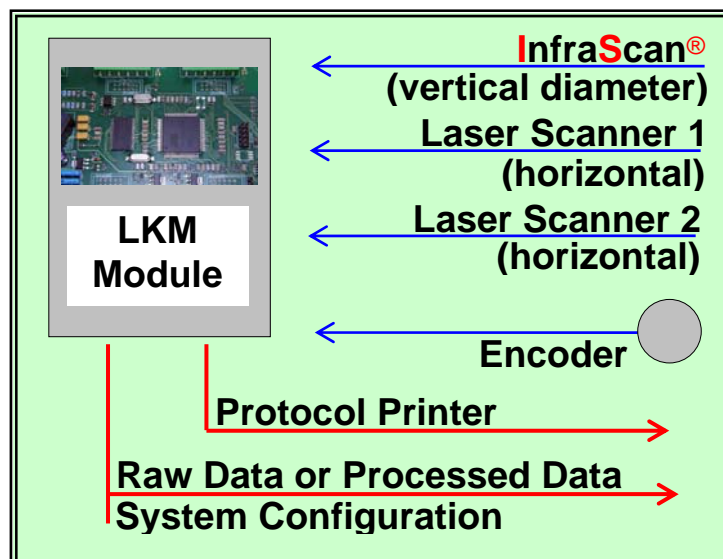 InfraScan®
(vertical diameter)
Laser Scanner 1
(horizontal)
Laser Scanner 2
(horizontal)
LKM
Module
Encoder
Protocol Printer
Raw Data or Processed Data
System Configuration